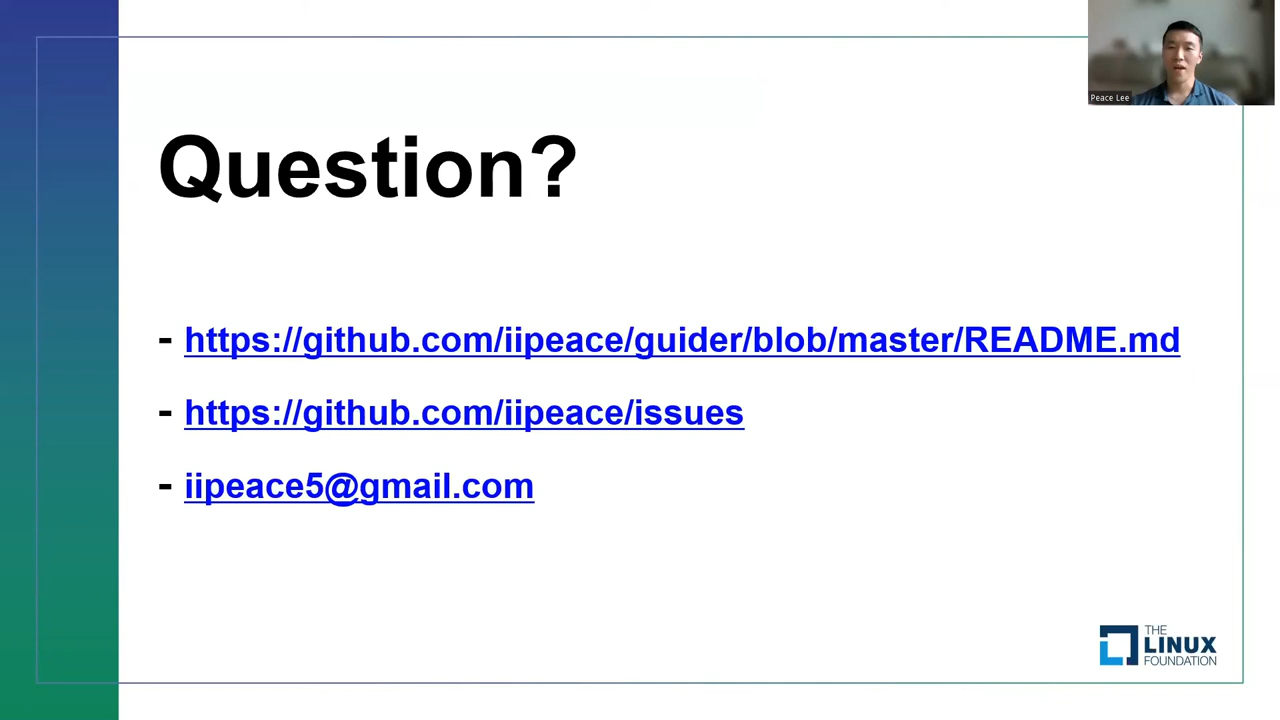 Peace Lee
Question?
- https://github.com/iipeace/guider/blob/master/README.md
- https://github.com/iipeace/issues
- iipeace5@gmail.com
THE
LINUX
FOUNDATION